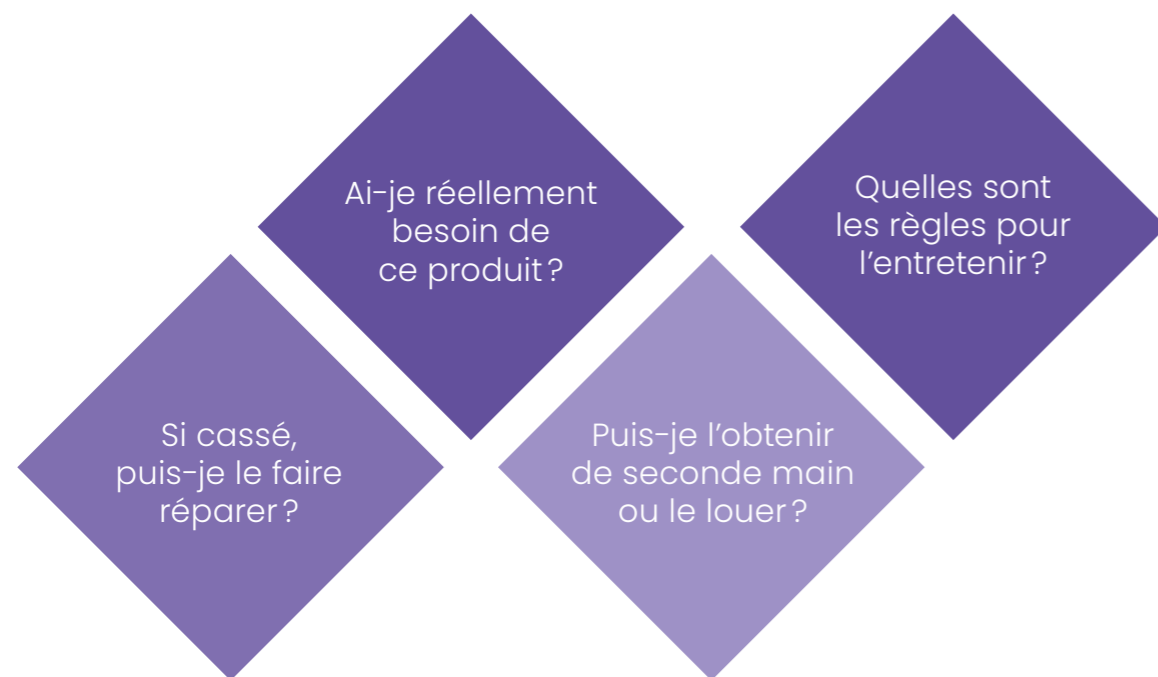 Ai-je réellement
besoin de
ce produit ?
Quelles sont
les règles pour
l’entretenir ?
Si cassé,
puis-je le faire
réparer ?
Puis-je l’obtenir
de seconde main
ou le louer ?